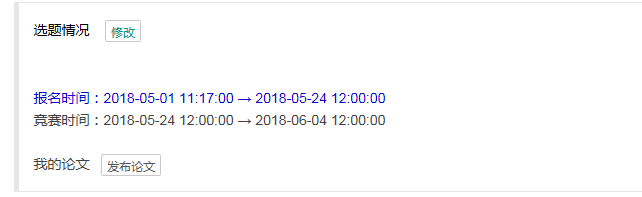 选题情况 修改
报名时间：2018-05-01 11:17:00 → 2018-05-24 12:00:00
竞赛时间：2018-05-24 12:00:00 → 2018-06-04 12:00:00
我的论文 发布论文